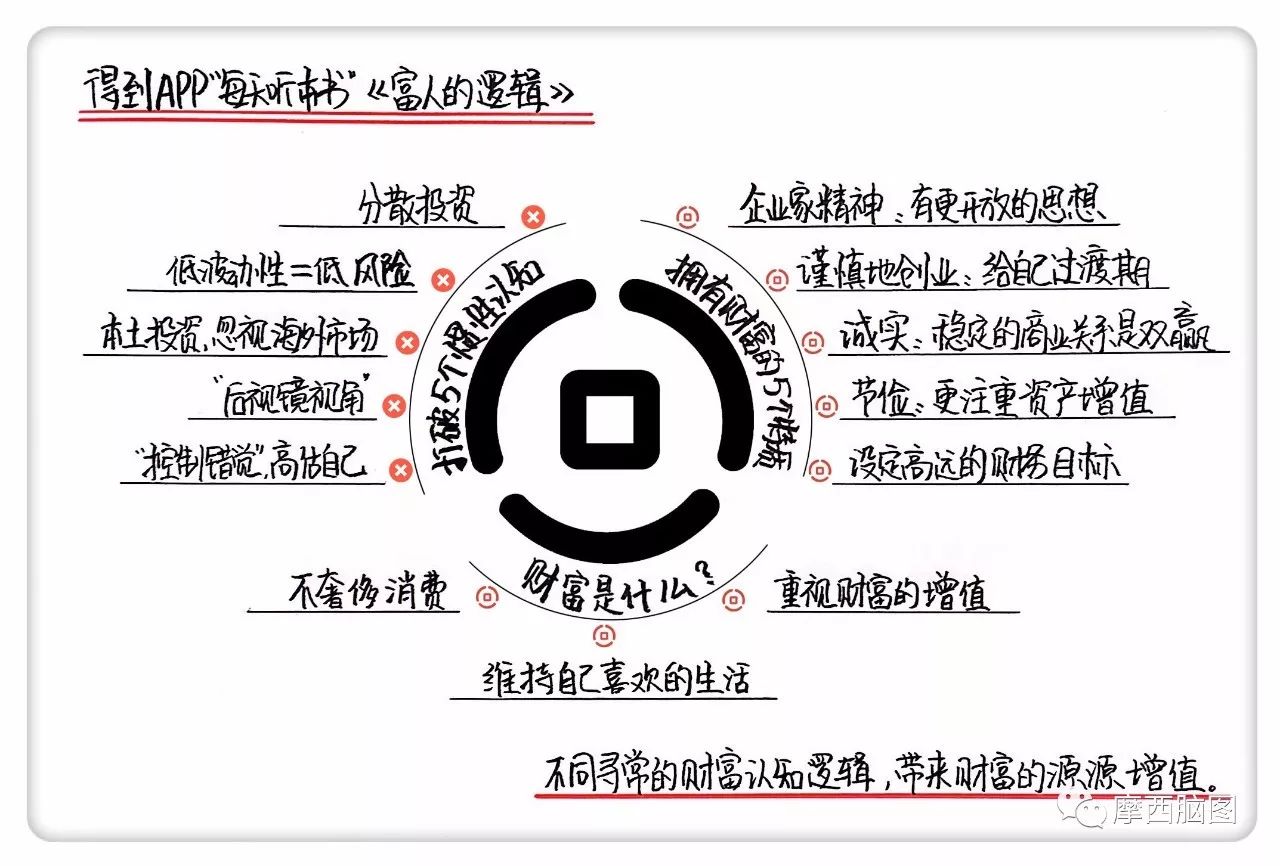 得到APP“每天听本书”《富人的逻辑》
打破5个惯性认知
分散投资
低波动性=低风险
本土投资,忽视海外市场
“后视镜视角”
“控制错觉”,高估自己
拥有财富的5个特质
企业家精神:有更开放的思想
谨慎地创业:给自己过渡期
诚实:稳定的商业关系是双赢
节俭:更注重资产增值
设定高远的财务目标
财富是什么?
不奢侈消费
维持自己喜欢的生活
重视财富的增值
不同寻常的财富认知逻辑,带来财富的源源增值。
摩西脑图